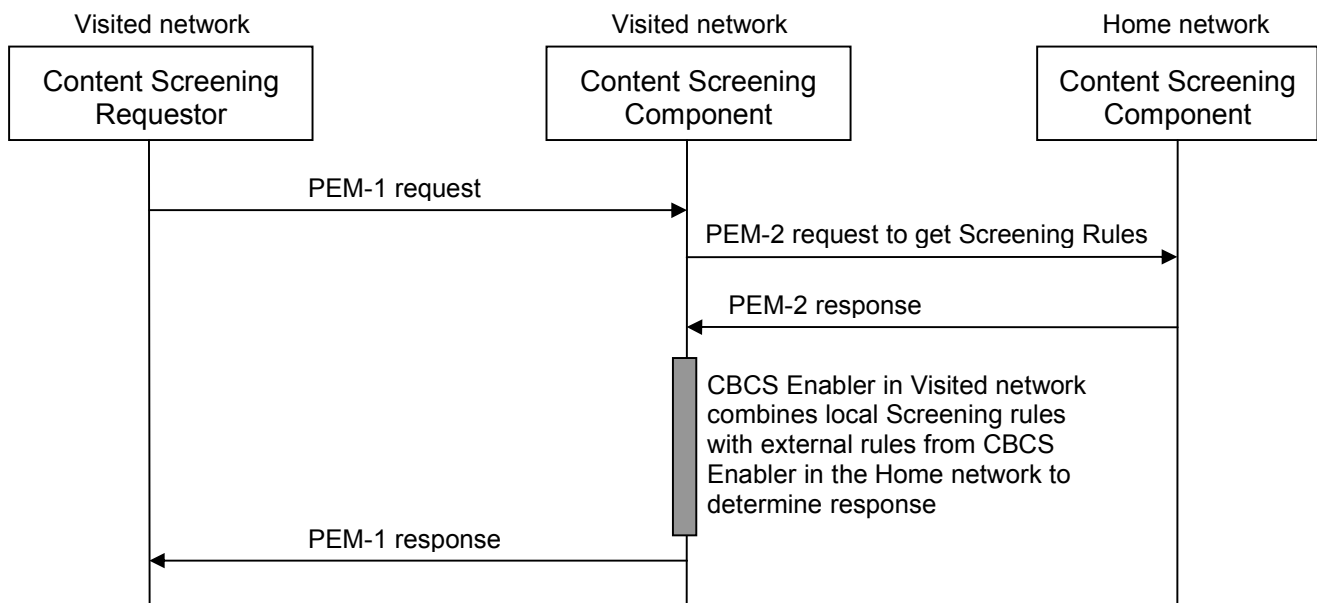 Visited network
Visited network
Home network
Content Screening
Requestor
Content Screening
Component
Content Screening
Component
PEM-1 request
PEM-2 request to get Screening Rules
PEM-2 response
CBCS Enabler in Visited network
combines local Screening rules
with external rules from CBCS
Enabler in the Home network to
determine response
PEM-1 response